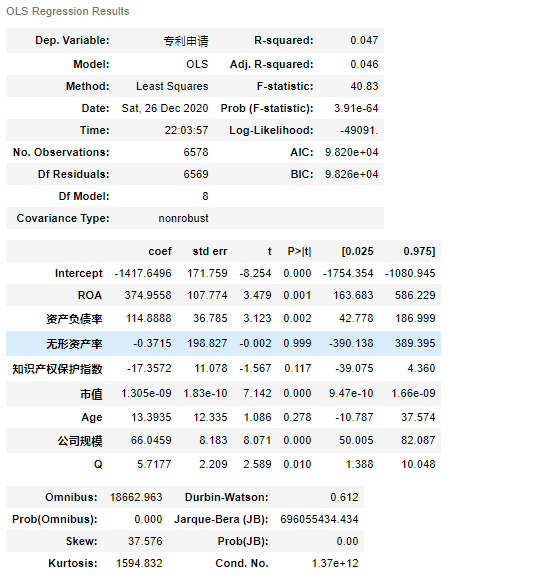 OLS Regression Results
Dep. Variable: 专利申请 R-squared: 0.047
Model: OLS Adj. R-squared: 0.046
Method: Least Squares F-statistic: 40.83
Date: Sat, 26 Dec 2020 Prob (F-statistic): 3.91e-64
Time: 22:03:57 Log-Likelihood: -49091.
No. Observations: 6578 AIC: 9.820e+04
Df Residuals: 6569 BIC: 9.826e+04
Df Model: 8
Covariance Type: nonrobust
coef std err t P>|t| [0.025 0.975]
Intercept -1417.6496 171.759 -8.254 0.000 -1754.354 -1080.945
ROA 374.9558 107.774 3.479 0.001 163.683 586.229
资产负债率 114.8888 36.785 3.123 0.002 42.778 186.999
无形资产率 -0.3715 198.827 -0.002 0.999 -390.138 389.395
知识产权保护指数 -17.3572 11.078 -1.567 0.117 -39.075 4.360
市值 1.305e-09 1.83e-10 7.142 0.000 9.47e-10 1.66e-09
Age 13.3935 12.335 1.086 0.278 -10.787 37.574
公司规模 66.0459 8.183 8.071 0.000 50.005 82.087
Q 5.7177 2.209 2.589 0.010 1.388 10.048
Omnibus: 18662.963 Durbin-Watson: 0.612
Prob(Omnibus): 0.000 Jarque-Bera (JB): 696055434.434
Skew: 37.576 Prob(JB): 0.00
Kurtosis: 1594.832 Cond. No. 1.37e+12